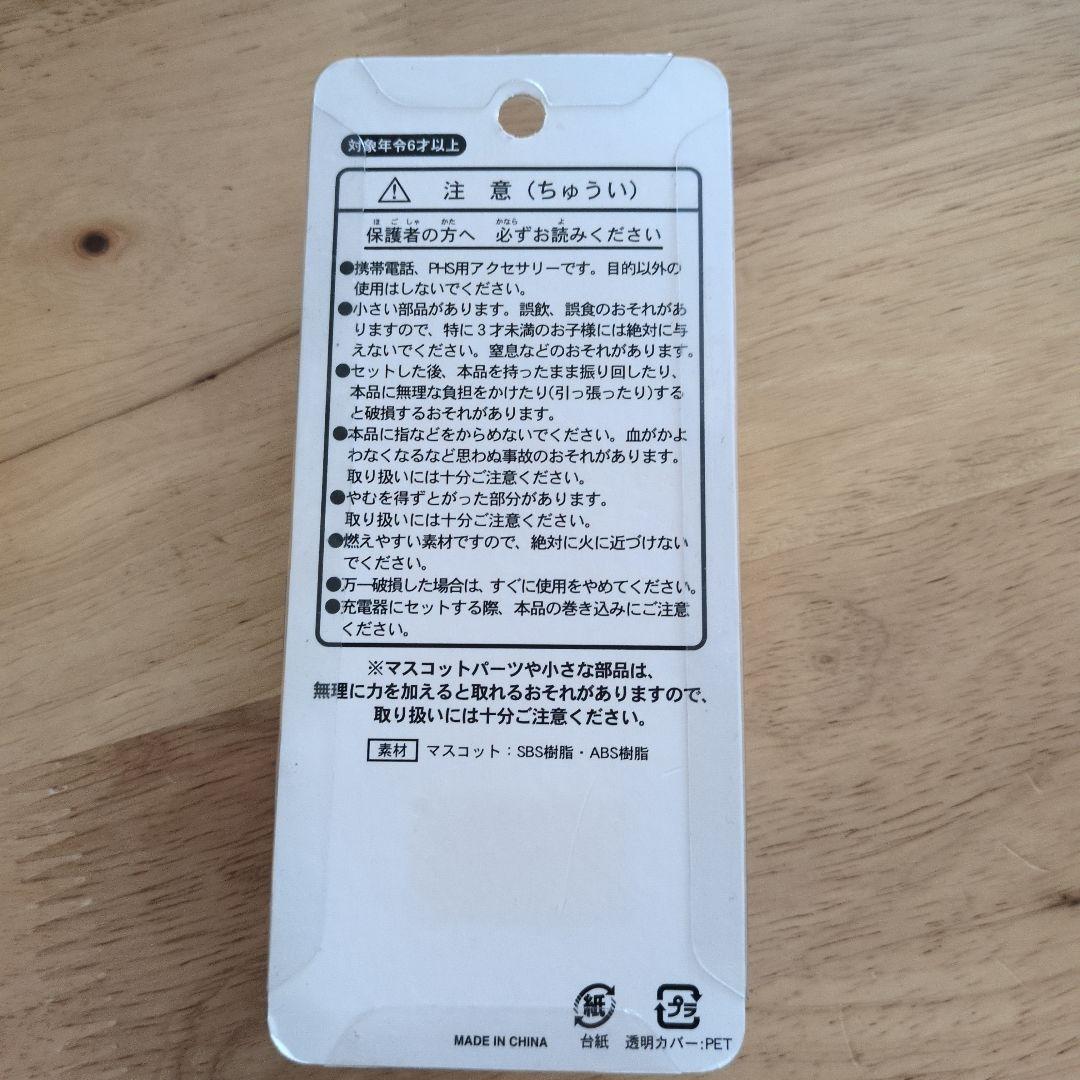 対象年令6才以上
⚠ 注 意(ちゅうい)
ほごしゃ かた かなら よ
保護者の方へ 必ずお読みください
●携帯電話、PHS用アクセサリーです。目的以外の
使用はしないでください。
●小さい部品があります。誤飲、誤食のおそれがあ
りますので、特に3才未満のお子様には絶対に与
えないでください。窒息などのおそれがあります。
●セットした後、本品を持ったまま振り回したり、
本品に無理な負担をかけたり(引っ張ったり)する
と破損するおそれがあります。
●本品に指などをからめないでください。血がかよ
わなくなるなど思わぬ事故のおそれがあります。
取り扱いには十分ご注意ください。
●やむを得ずとがった部分があります。
取り扱いには十分ご注意ください。
●燃えやすい素材ですので、絶対に火に近づけない
でください。
●万一破損した場合は、すぐに使用をやめてください。
●充電器にセットする際、本品の巻き込みにご注意
ください。
※マスコットパーツや小さな部品は、
無理に力を加えると取れるおそれがありますので、
取り扱いには十分ご注意ください。
素材 マスコット:SBS樹脂・ABS樹脂
紙 プラ
MADE IN CHINA 台紙 透明カバー:PET